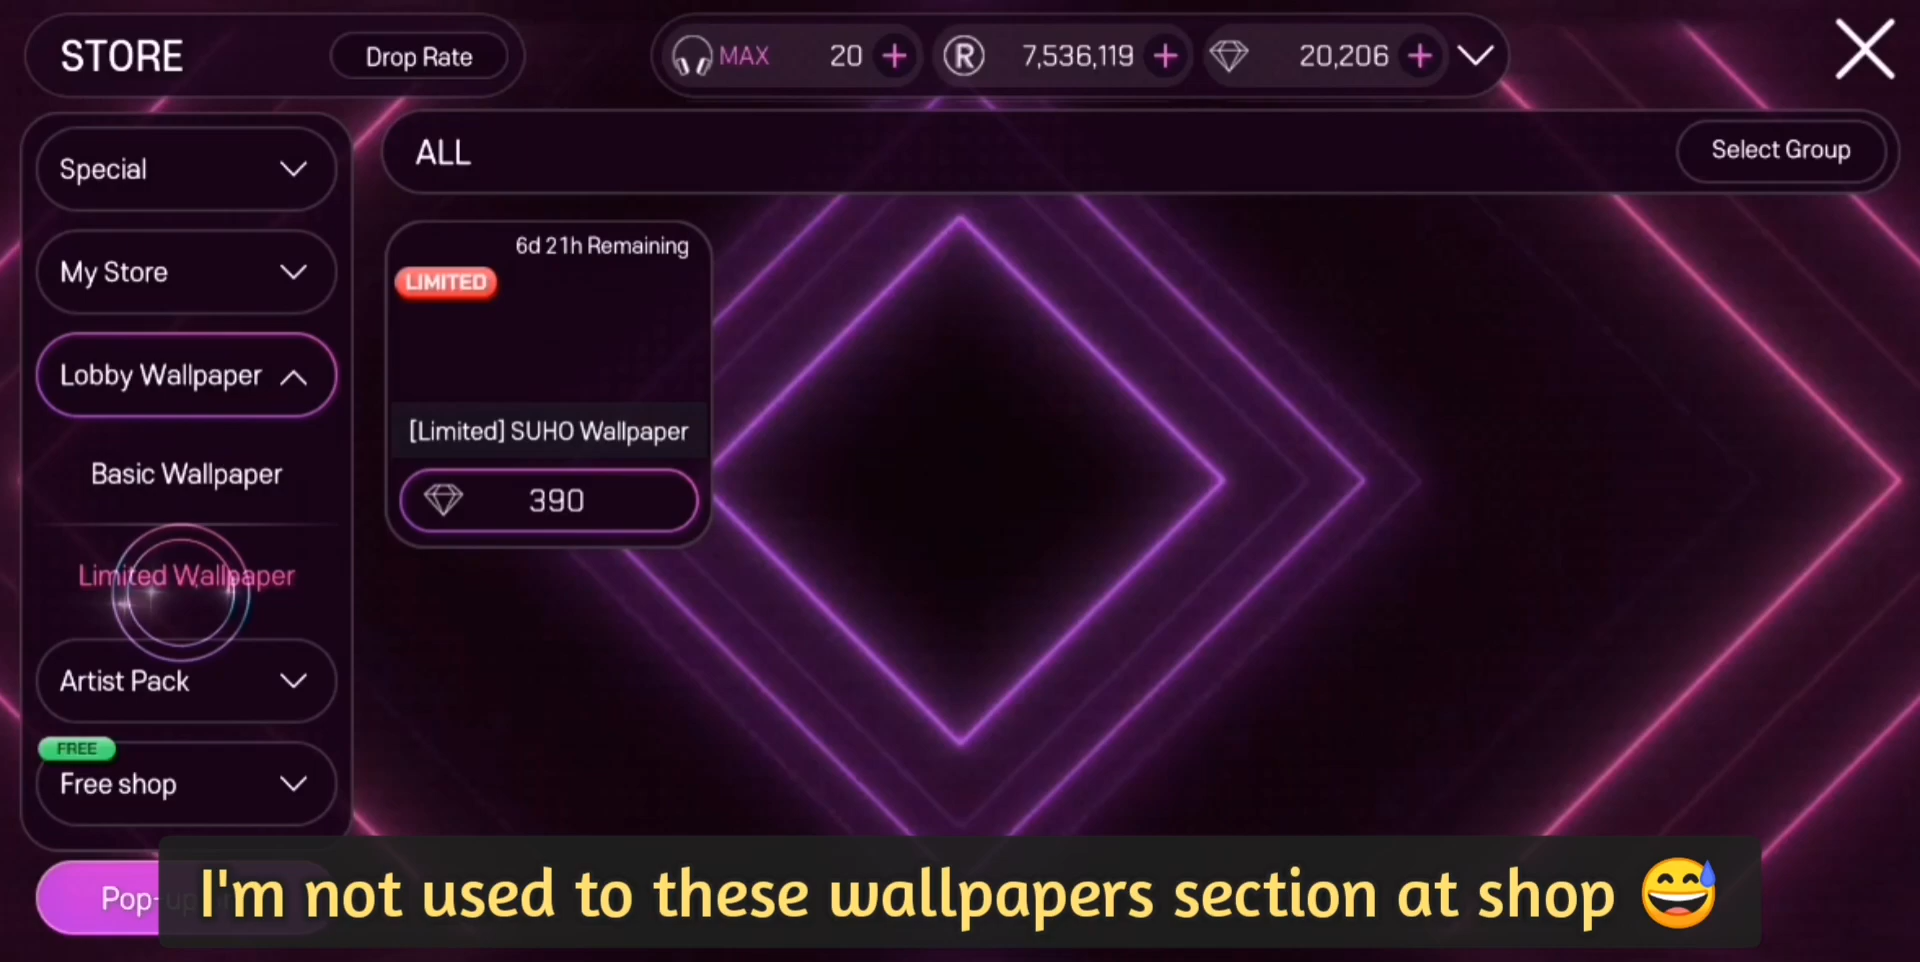 STORE
Drop Rate
MAX 20 +
R 7,536,119 +
20,206 +
Special
My Store
Lobby Wallpaper
Basic Wallpaper
Limited Wallpaper
Artist Pack
FREE
Free shop
Pop-up
ALL
Select Group
6d 21h Remaining
LIMITED
[Limited] SUHO Wallpaper
390
I'm not used to these wallpapers section at shop 😅